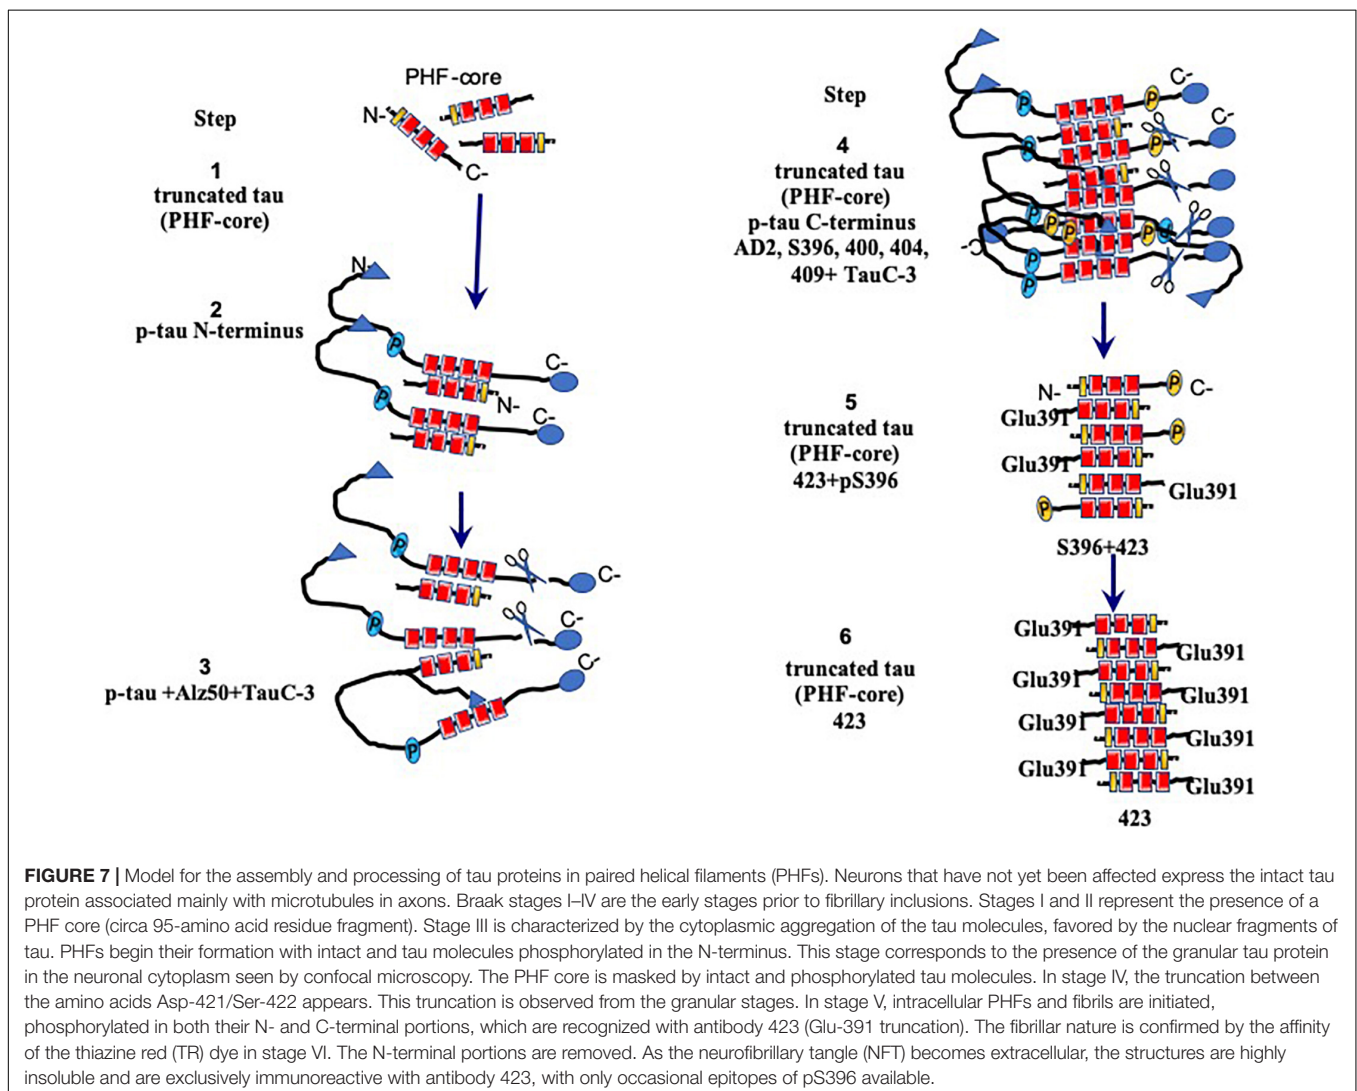 PHF-core
N-
C-
Step
1
truncated tau
(PHF-core)
N-
2
p-tau N-terminus
P
C-
N-
P
C-
P
C-
C-
P
C-
3
p-tau +Alz50+TauC-3
P
Step
4
truncated tau
(PHF-core)
p-tau C-terminus
AD2, S396, 400, 404,
409+ TauC-3
C-
P
P
C-
P
P
P
P
P
P
P
C-
P
P
5
truncated tau
(PHF-core)
423+pS396
N-
P
C-
Glu391
P
Glu391
Glu391
P
S396+423
6
truncated tau
(PHF-core)
423
Glu391
Glu391
Glu391
Glu391
Glu391
Glu391
Glu391
Glu391
423
FIGURE 7 | Model for the assembly and processing of tau proteins in paired helical filaments (PHFs). Neurons that have not yet been affected express the intact tau
protein associated mainly with microtubules in axons. Braak stages I–IV are the early stages prior to fibrillary inclusions. Stages I and II represent the presence of a
PHF core (circa 95-amino acid residue fragment). Stage III is characterized by the cytoplasmic aggregation of the tau molecules, favored by the nuclear fragments of
tau. PHFs begin their formation with intact and tau molecules phosphorylated in the N-terminus. This stage corresponds to the presence of the granular tau protein
in the neuronal cytoplasm seen by confocal microscopy. The PHF core is masked by intact and phosphorylated tau molecules. In stage IV, the truncation between
the amino acids Asp-421/Ser-422 appears. This truncation is observed from the granular stages. In stage V, intracellular PHFs and fibrils are initiated,
phosphorylated in both their N- and C-terminal portions, which are recognized with antibody 423 (Glu-391 truncation). The fibrillar nature is confirmed by the affinity
of the thiazine red (TR) dye in stage VI. The N-terminal portions are removed. As the neurofibrillary tangle (NFT) becomes extracellular, the structures are highly
insoluble and are exclusively immunoreactive with antibody 423, with only occasional epitopes of pS396 available.